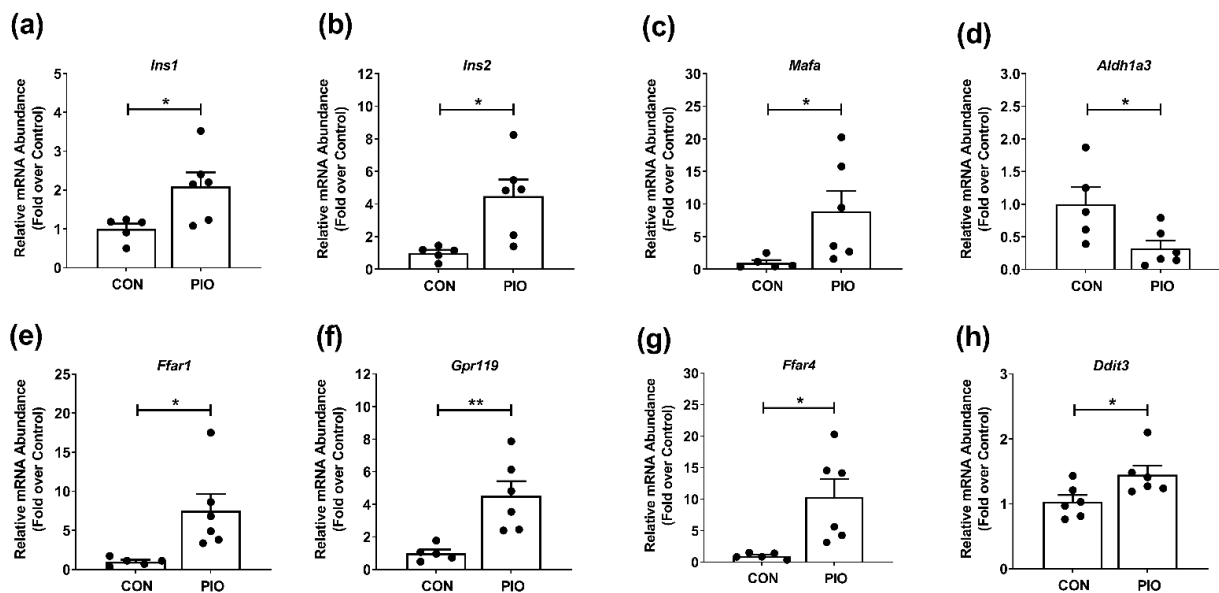 (a)
Ins1
Relative mRNA Abundance
(Fold over Control)
5
4
3
2
1
0
*
CON PIO
(b)
Ins2
Relative mRNA Abundance
(Fold over Control)
12
10
8
6
4
2
0
*
CON PIO
(c)
Mafa
Relative mRNA Abundance
(Fold over Control)
30
25
20
15
10
5
0
*
CON PIO
(d)
Aldh1a3
Relative mRNA Abundance
(Fold over Control)
3.0
2.5
2.0
1.5
1.0
0.5
0.0
*
CON PIO
(e)
Ffar1
Relative mRNA Abundance
(Fold over Control)
25
20
15
10
5
0
*
CON PIO
(f)
Gpr119
Relative mRNA Abundance
(Fold over Control)
12
10
8
6
4
2
0
**
CON PIO
(g)
Ffar4
Relative mRNA Abundance
(Fold over Control)
30
25
20
15
10
5
0
*
CON PIO
(h)
Ddit3
Relative mRNA Abundance
(Fold over Control)
3
2
1
0
*
CON PIO